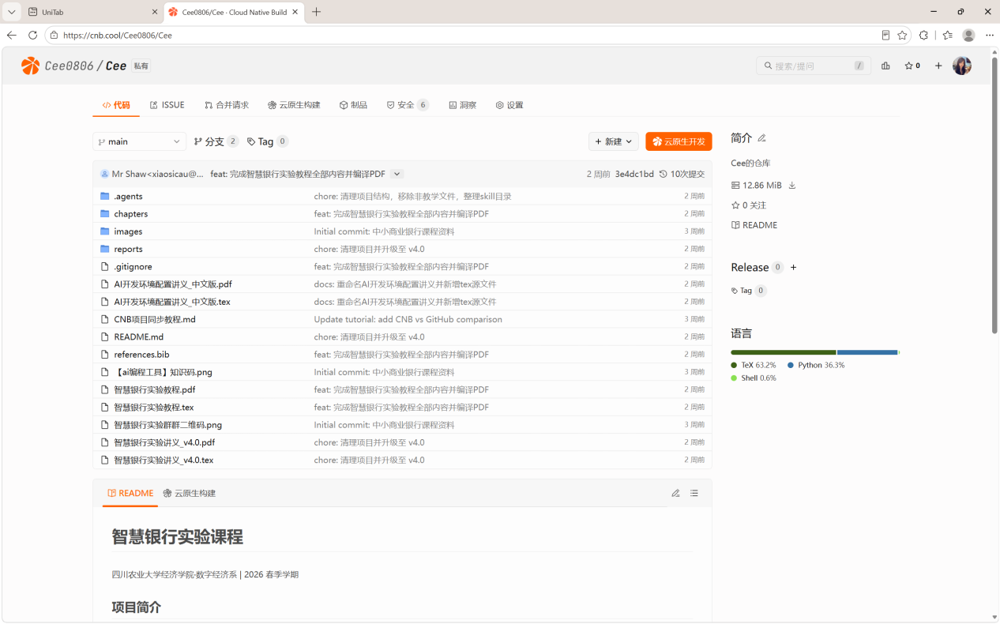 UniTab
Cee0806/Cee · Cloud Native Build
https://cnb.cool/Cee0806/Cee
Cee0806 / Cee 私有
搜索/提问 /
0
代码 ISSUE 合并请求 云原生构建 制品 安全 6 洞察 设置
main 分支 2 Tag 0 + 新建 云原生开发
Mr Shaw<xiaosicau@... feat: 完成智慧银行实验教程全部内容并编译PDF 2 周前 3e4dc1bd 10次提交
.agents chore: 清理项目结构，移除非教学文件，整理skill目录 2 周前
chapters feat: 完成智慧银行实验教程全部内容并编译PDF 2 周前
images Initial commit: 中小商业银行课程资料 3 周前
reports chore: 清理项目并升级至 v4.0 2 周前
.gitignore feat: 完成智慧银行实验教程全部内容并编译PDF 2 周前
AI开发环境配置讲义_中文版.pdf docs: 重命名AI开发环境配置讲义并新增tex源文件 2 周前
AI开发环境配置讲义_中文版.tex docs: 重命名AI开发环境配置讲义并新增tex源文件 2 周前
CNB项目同步教程.md Update tutorial: add CNB vs GitHub comparison 3 周前
README.md chore: 清理项目并升级至 v4.0 2 周前
references.bib feat: 完成智慧银行实验教程全部内容并编译PDF 2 周前
【ai编程工具】知识码.png Initial commit: 中小商业银行课程资料 3 周前
智慧银行实验教程.pdf feat: 完成智慧银行实验教程全部内容并编译PDF 2 周前
智慧银行实验教程.tex feat: 完成智慧银行实验教程全部内容并编译PDF 2 周前
智慧银行实验群群二维码.png Initial commit: 中小商业银行课程资料 3 周前
智慧银行实验讲义_v4.0.pdf chore: 清理项目并升级至 v4.0 2 周前
智慧银行实验讲义_v4.0.tex chore: 清理项目并升级至 v4.0 2 周前
README 云原生构建
智慧银行实验课程
四川农业大学经济学院·数字经济系 | 2026 春季学期
项目简介
简介
Cee的仓库
12.86 MiB
0 关注
README
Release 0 +
Tag 0
语言
TeX 63.2% Python 36.3%
Shell 0.6%